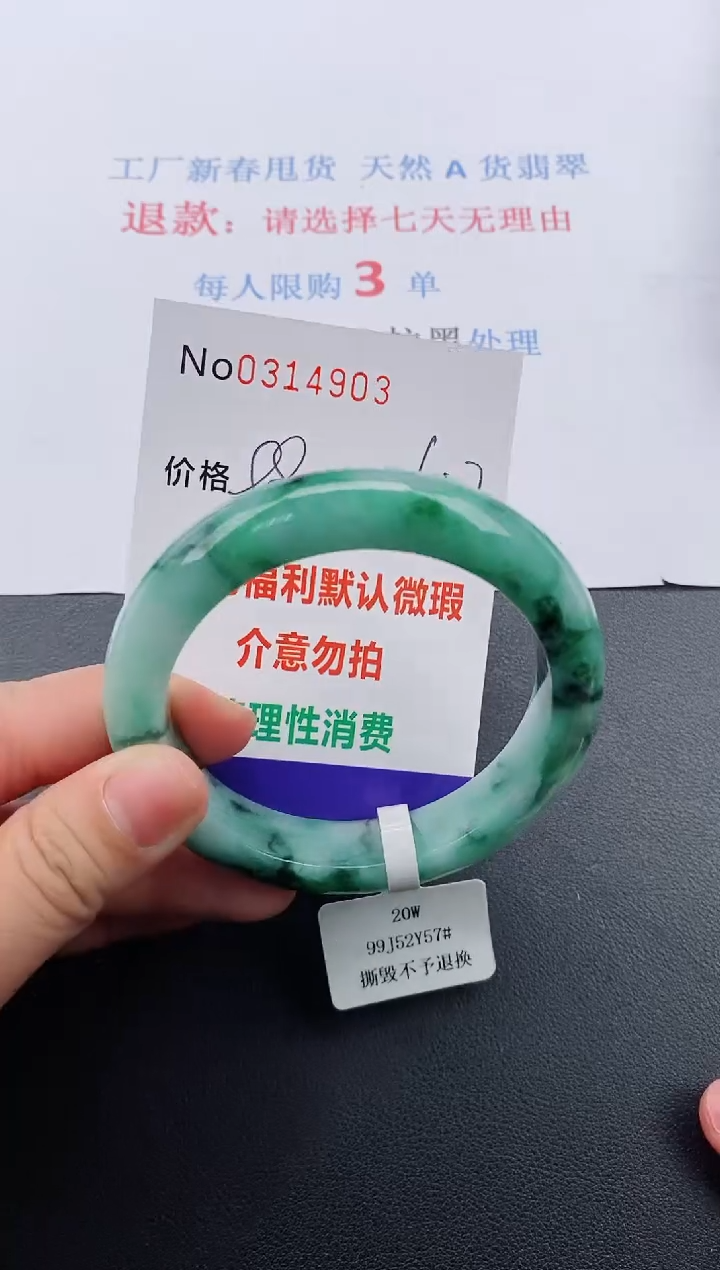 工厂新春甩货 天然 A 货翡翠
退款：请选择七天无理由
每人限购 3 单
处理
No0314903
价格
福利默认微瑕
介意勿拍
理性消费
20W
99J52Y57#
撕毁不予退换